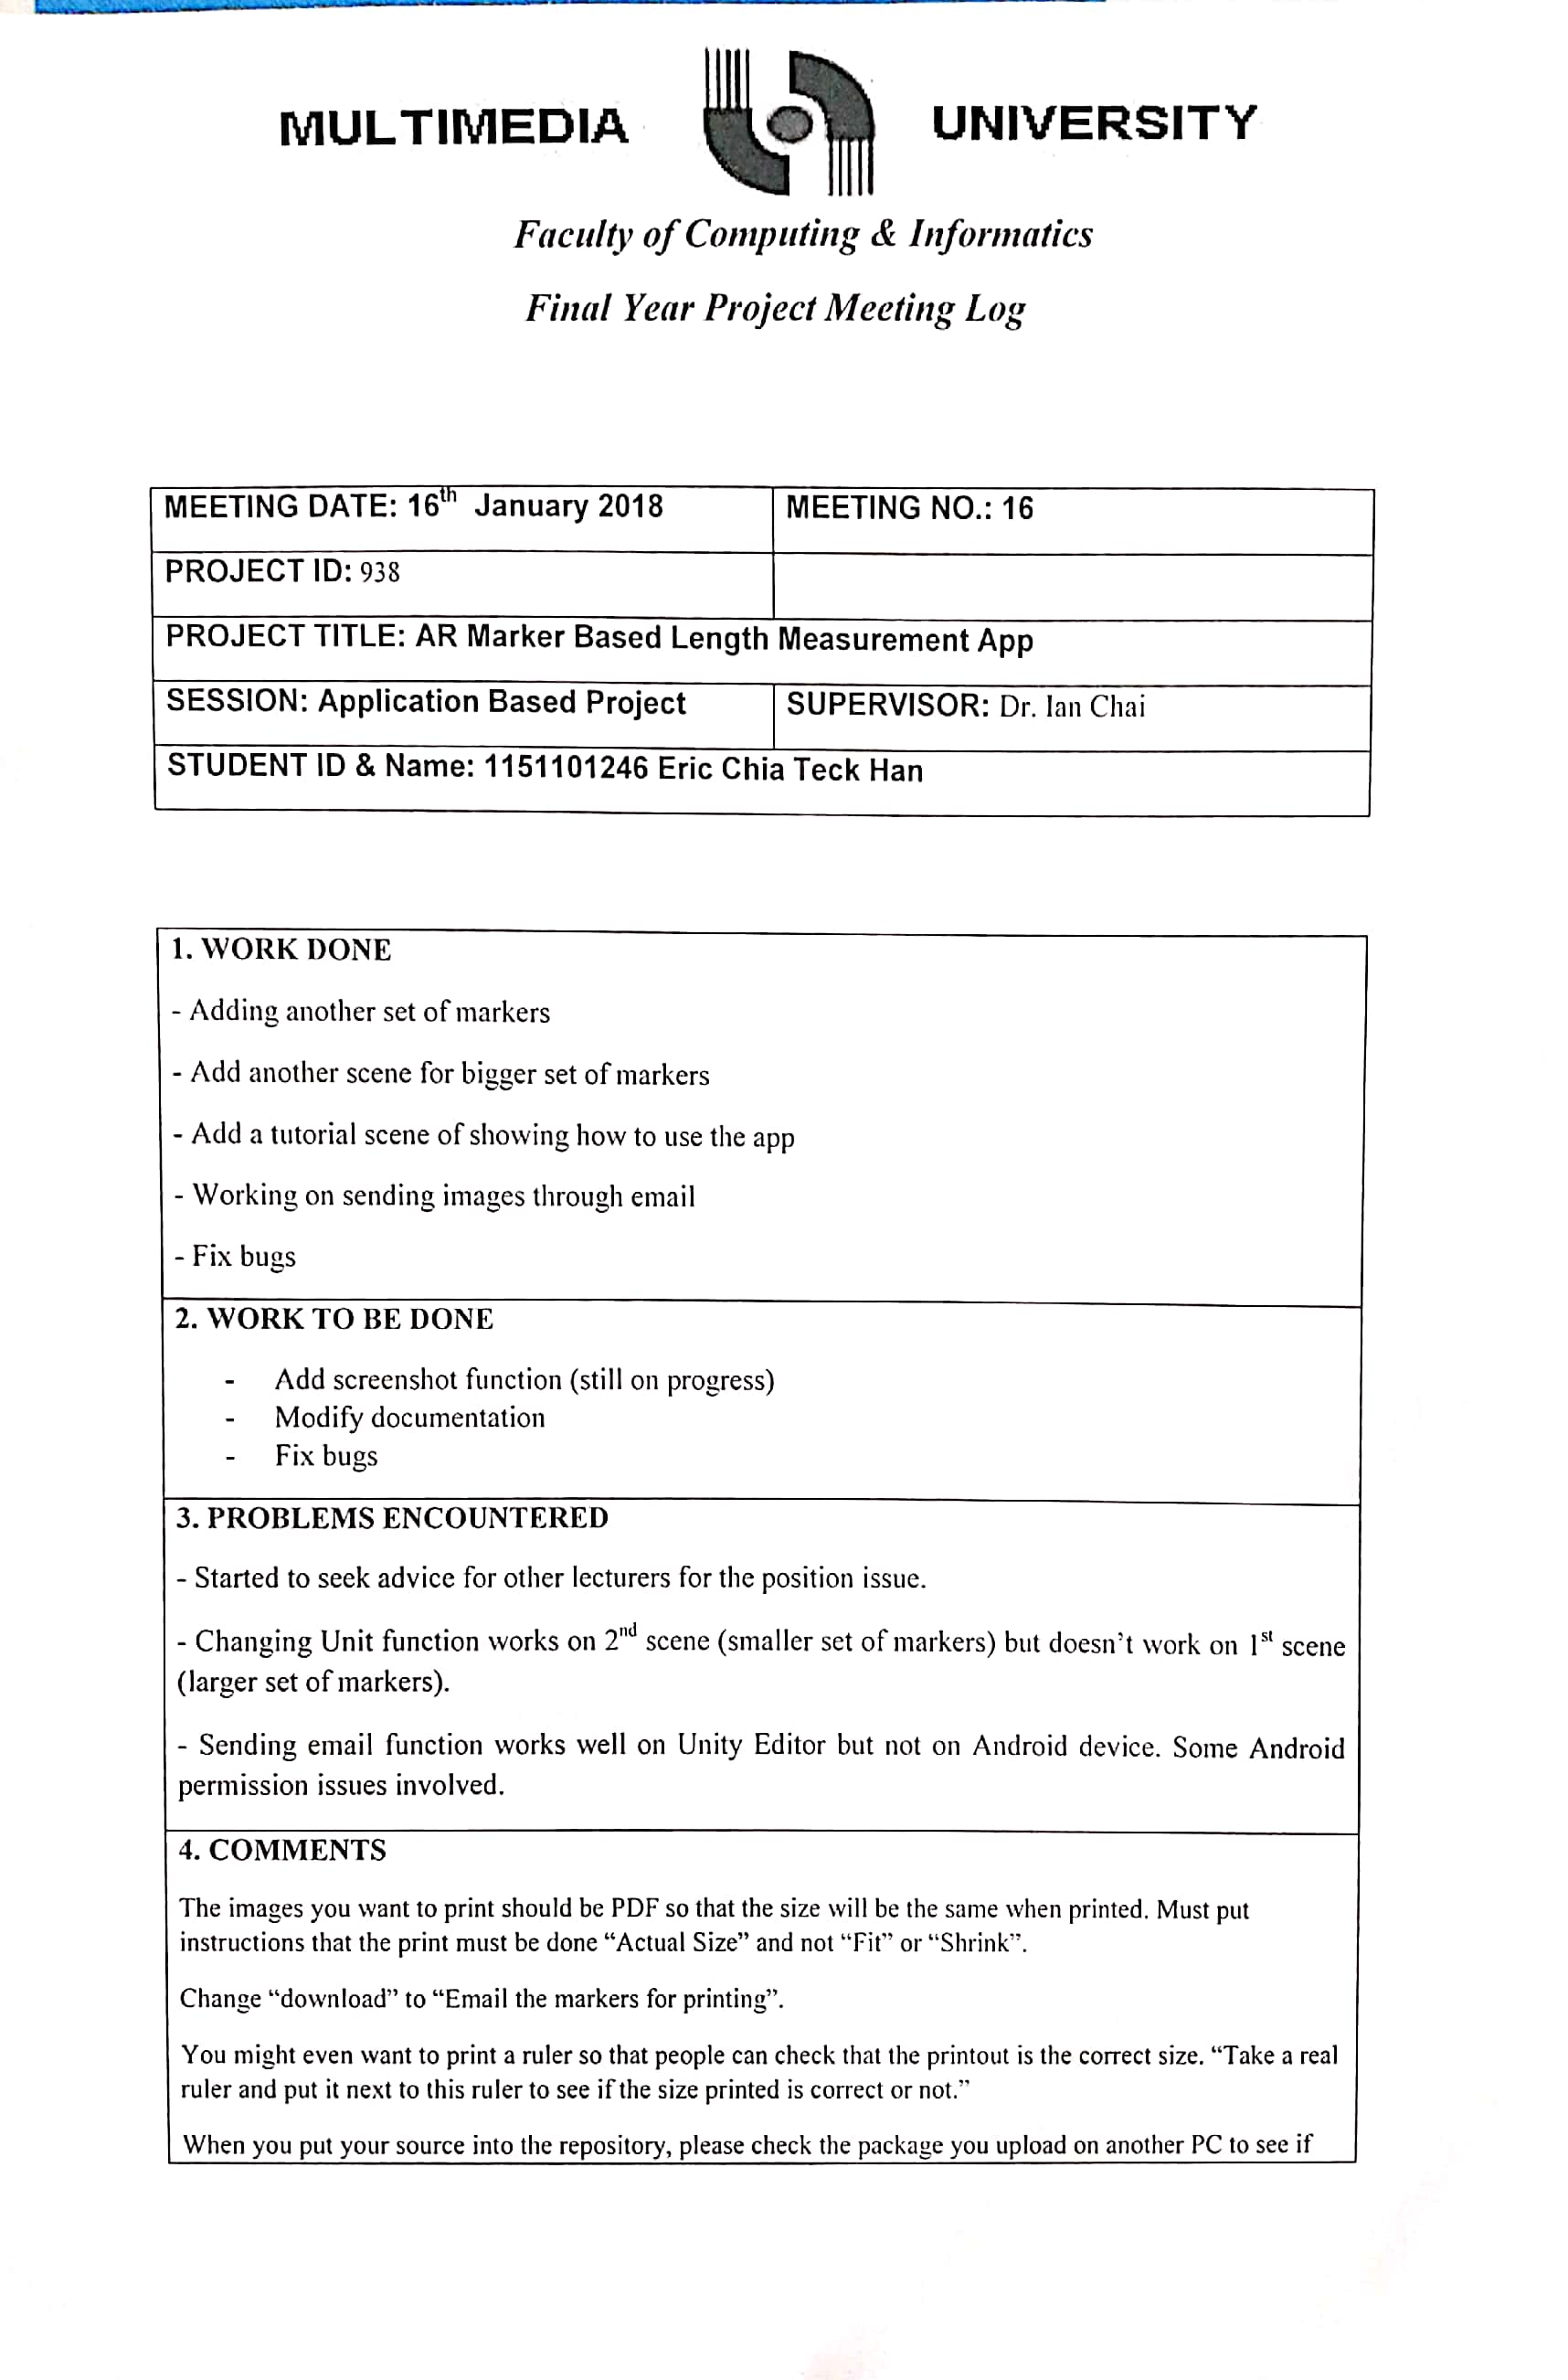 MULTIMEDIA UNIVERSITY
Faculty of Computing & Informatics
Final Year Project Meeting Log
MEETING DATE: 16th January 2018
MEETING NO.: 16
PROJECT ID: 938
PROJECT TITLE: AR Marker Based Length Measurement App
SESSION: Application Based Project
SUPERVISOR: Dr. Ian Chai
STUDENT ID & Name: 1151101246 Eric Chia Teck Han
1. WORK DONE
- Adding another set of markers
- Add another scene for bigger set of markers
- Add a tutorial scene of showing how to use the app
- Working on sending images through email
- Fix bugs
2. WORK TO BE DONE
- Add screenshot function (still on progress)
- Modify documentation
- Fix bugs
3. PROBLEMS ENCOUNTERED
- Started to seek advice for other lecturers for the position issue.
- Changing Unit function works on 2nd scene (smaller set of markers) but doesn't work on 1st scene
(larger set of markers).
- Sending email function works well on Unity Editor but not on Android device. Some Android
permission issues involved.
4. COMMENTS
The images you want to print should be PDF so that the size will be the same when printed. Must put
instructions that the print must be done “Actual Size” and not “Fit” or “Shrink”.
Change “download” to “Email the markers for printing”.
You might even want to print a ruler so that people can check that the printout is the correct size. “Take a real
ruler and put it next to this ruler to see if the size printed is correct or not.”
When you put your source into the repository, please check the package you upload on another PC to see if